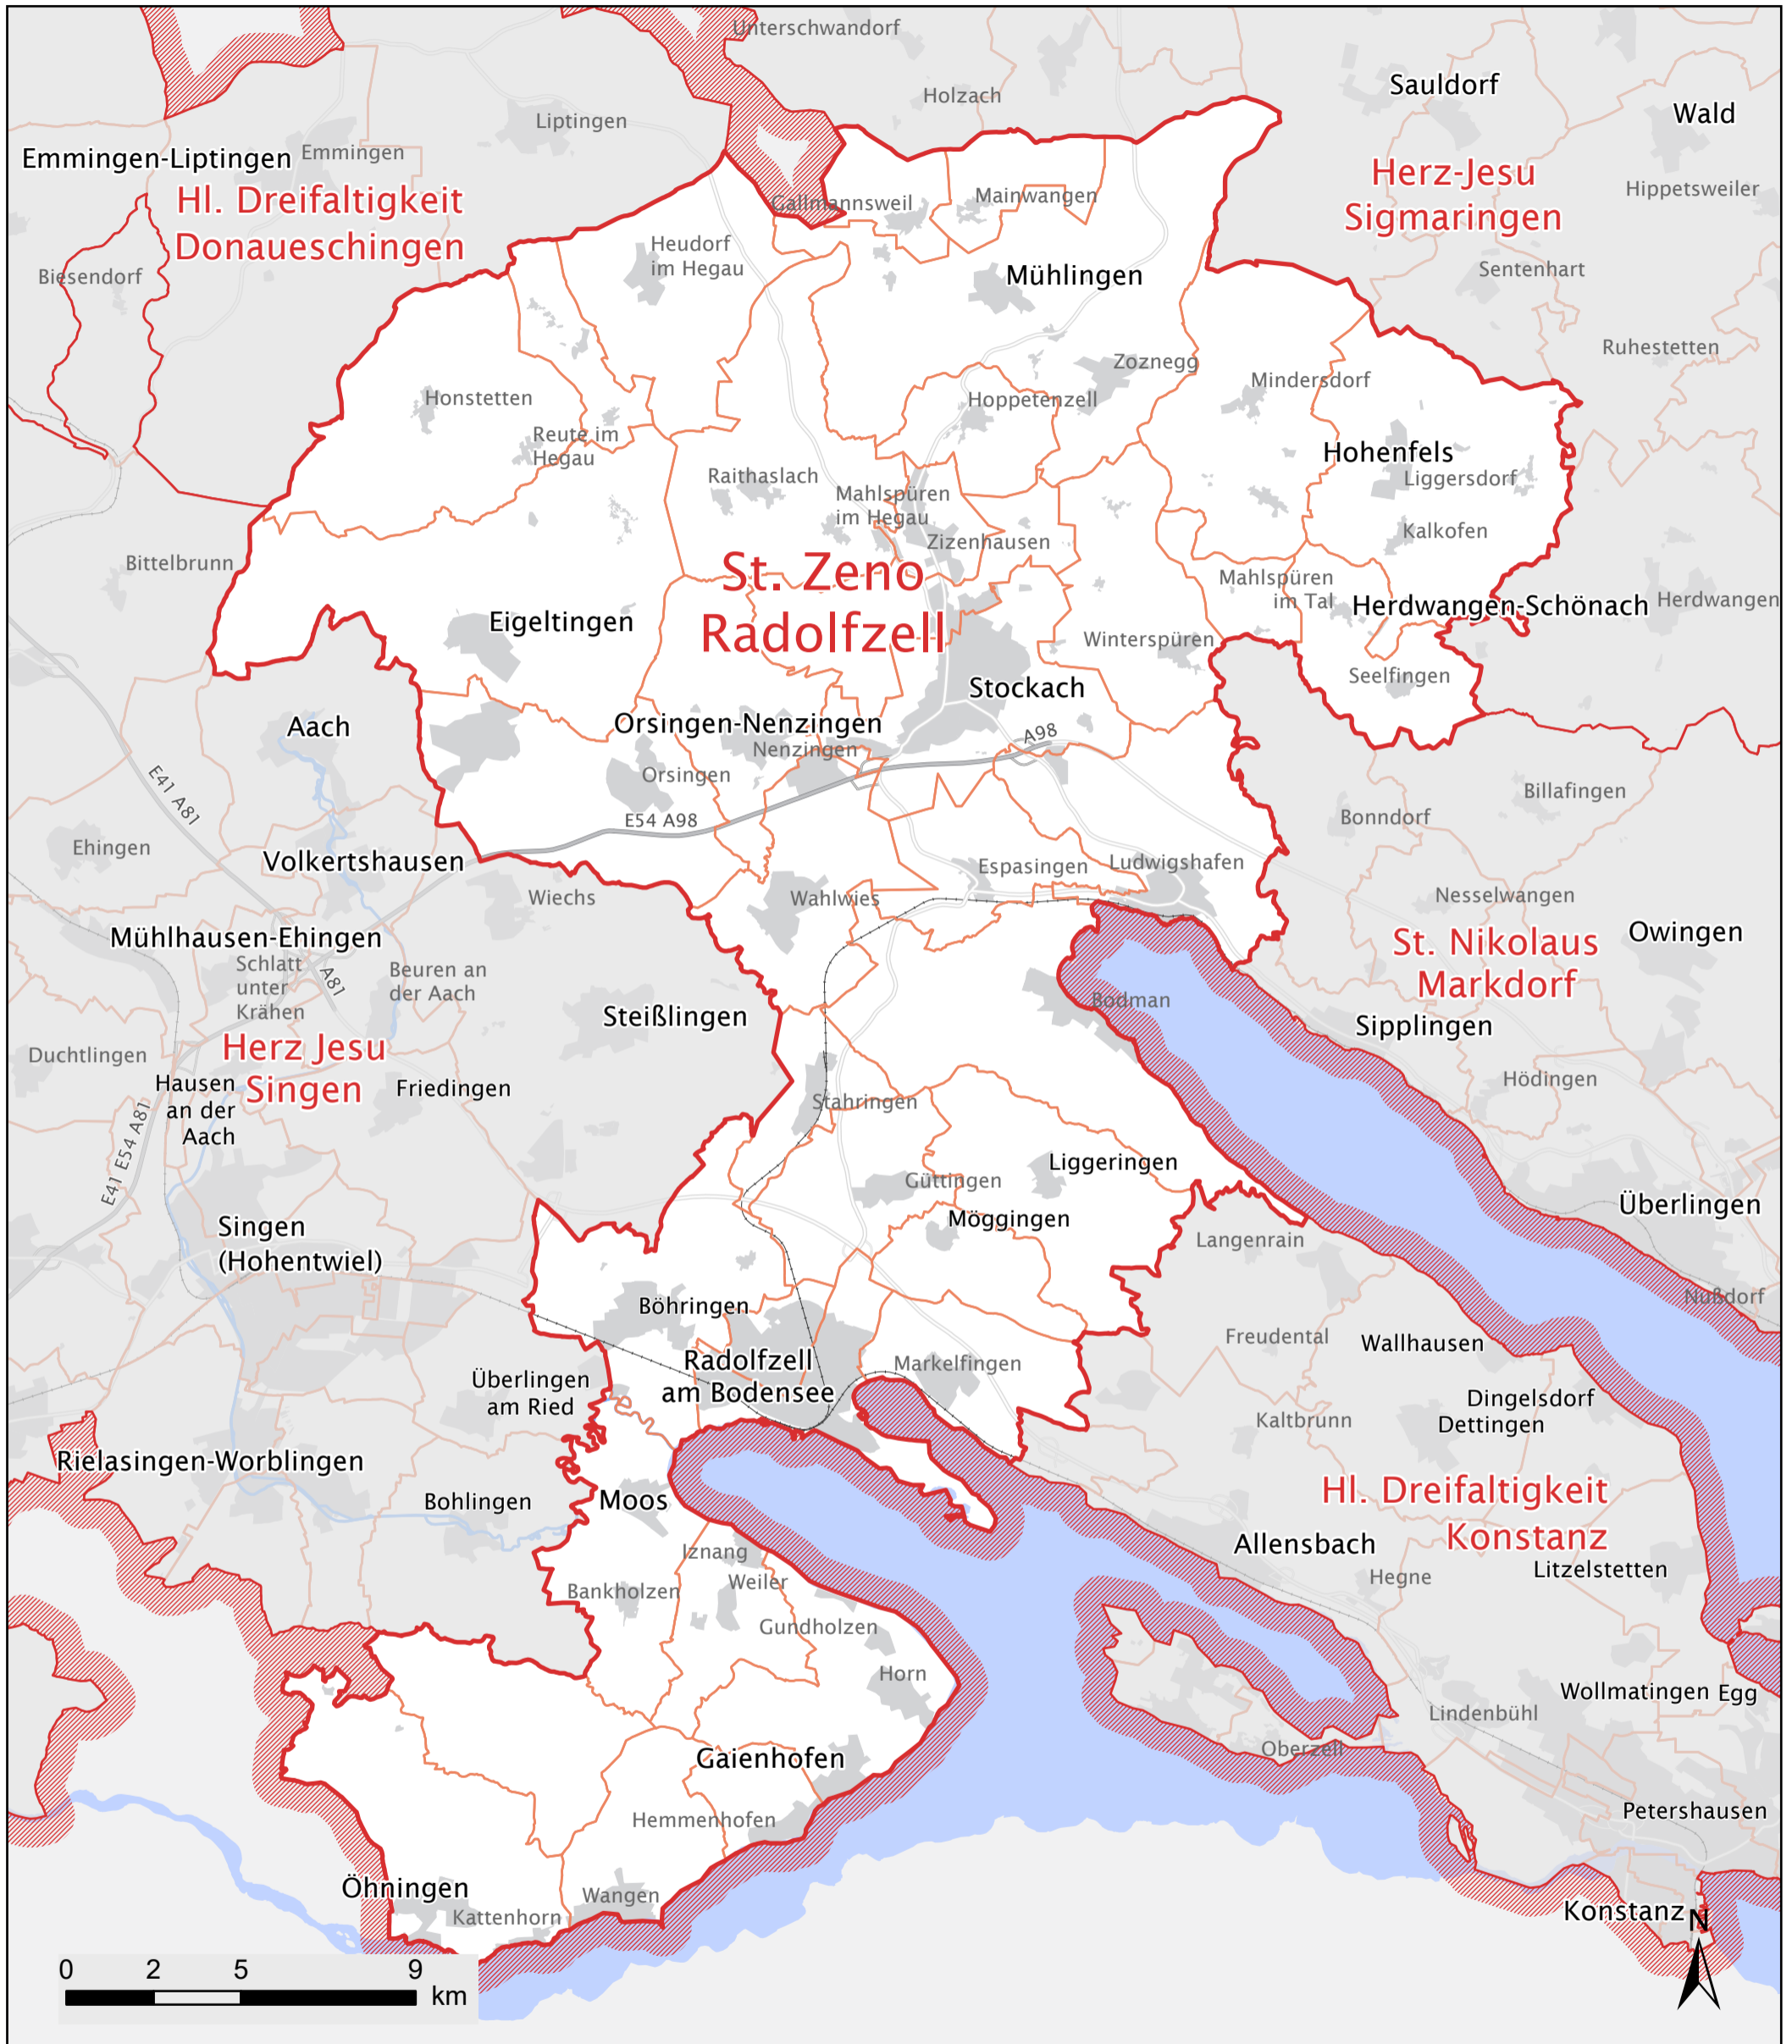 Unterschwandorf
Sauldorf
Holzach
Wald
Liptingen
Emmingen
Emmingen-Liptingen
Hl. Dreifaltigkeit
Donaueschingen
Herz-Jesu
Sigmaringen
Hippetsweiler
Gallmannsweil
Mainwangen
Heudorf
im Hegau
Biesendorf
Mühlingen
Sentenhart
Ruhestetten
Zoznegg
Mindersdorf
Honstetten
Hoppetenzell
Reute im
Hegau
Hohenfels
Raithaslach
Liggersdorf
Mahlspüren
im Hegau
Kalkofen
Zizenhausen
Bittelbrunn
St. Zeno
Radolfzell
Mahlspüren
im Tal
Herdwangen-Schönach
Herdwangen
Eigeltingen
Winterspüren
Seelfingen
Stockach
Aach
Orsingen-Nenzingen
Nenzingen
A98
Orsingen
E41 A81
E54 A98
Billafingen
Bonndorf
Ehingen
Volkertshausen
Espasingen
Ludwigshafen
Wiechs
Wahlwies
Nesselwangen
Owingen
Mühlhausen-Ehingen
St. Nikolaus
Markdorf
Schlatt
unter
Krähen
A81
Beuren an
der Aach
Bodman
Steißlingen
Sipplingen
Duchtlingen
Herz Jesu
Singen
Hausen
an der
Aach
Friedingen
Hödingen
Stahringen
E41 E54 A81
Liggeringen
Güttingen
Überlingen
Möggingen
Singen
(Hohentwiel)
Langenrain
Nußdorf
Böhringen
Freudental
Wallhausen
Radolfzell
am Bodensee
Markelfingen
Überlingen
am Ried
Dingelsdorf
Kaltbrunn
Dettingen
Rielasingen-Worblingen
Hl. Dreifaltigkeit
Konstanz
Bohlingen
Moos
Allensbach
Iznang
Litzelstetten
Hegne
Weiler
Bankholzen
Gundholzen
Horn
Wollmatingen
Egg
Lindenbühl
Oberzell
Gaienhofen
Petershausen
Hemmenhofen
Öhningen
Wangen
Kattenhorn
Konstanz
N
0 2 5 9
km